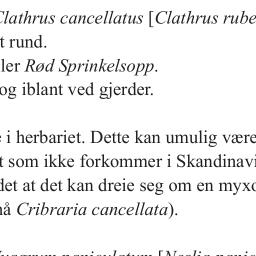 Clathrus cancellatus [Clathrus rube
t rund.
ler Rød Sprinkelsopp.
og iblant ved gjerder.
i herbariet. Dette kan umulig være
t som ikke forkommer i Skandinavi
det at det kan dreie seg om en myxo
nå Cribraria cancellata).